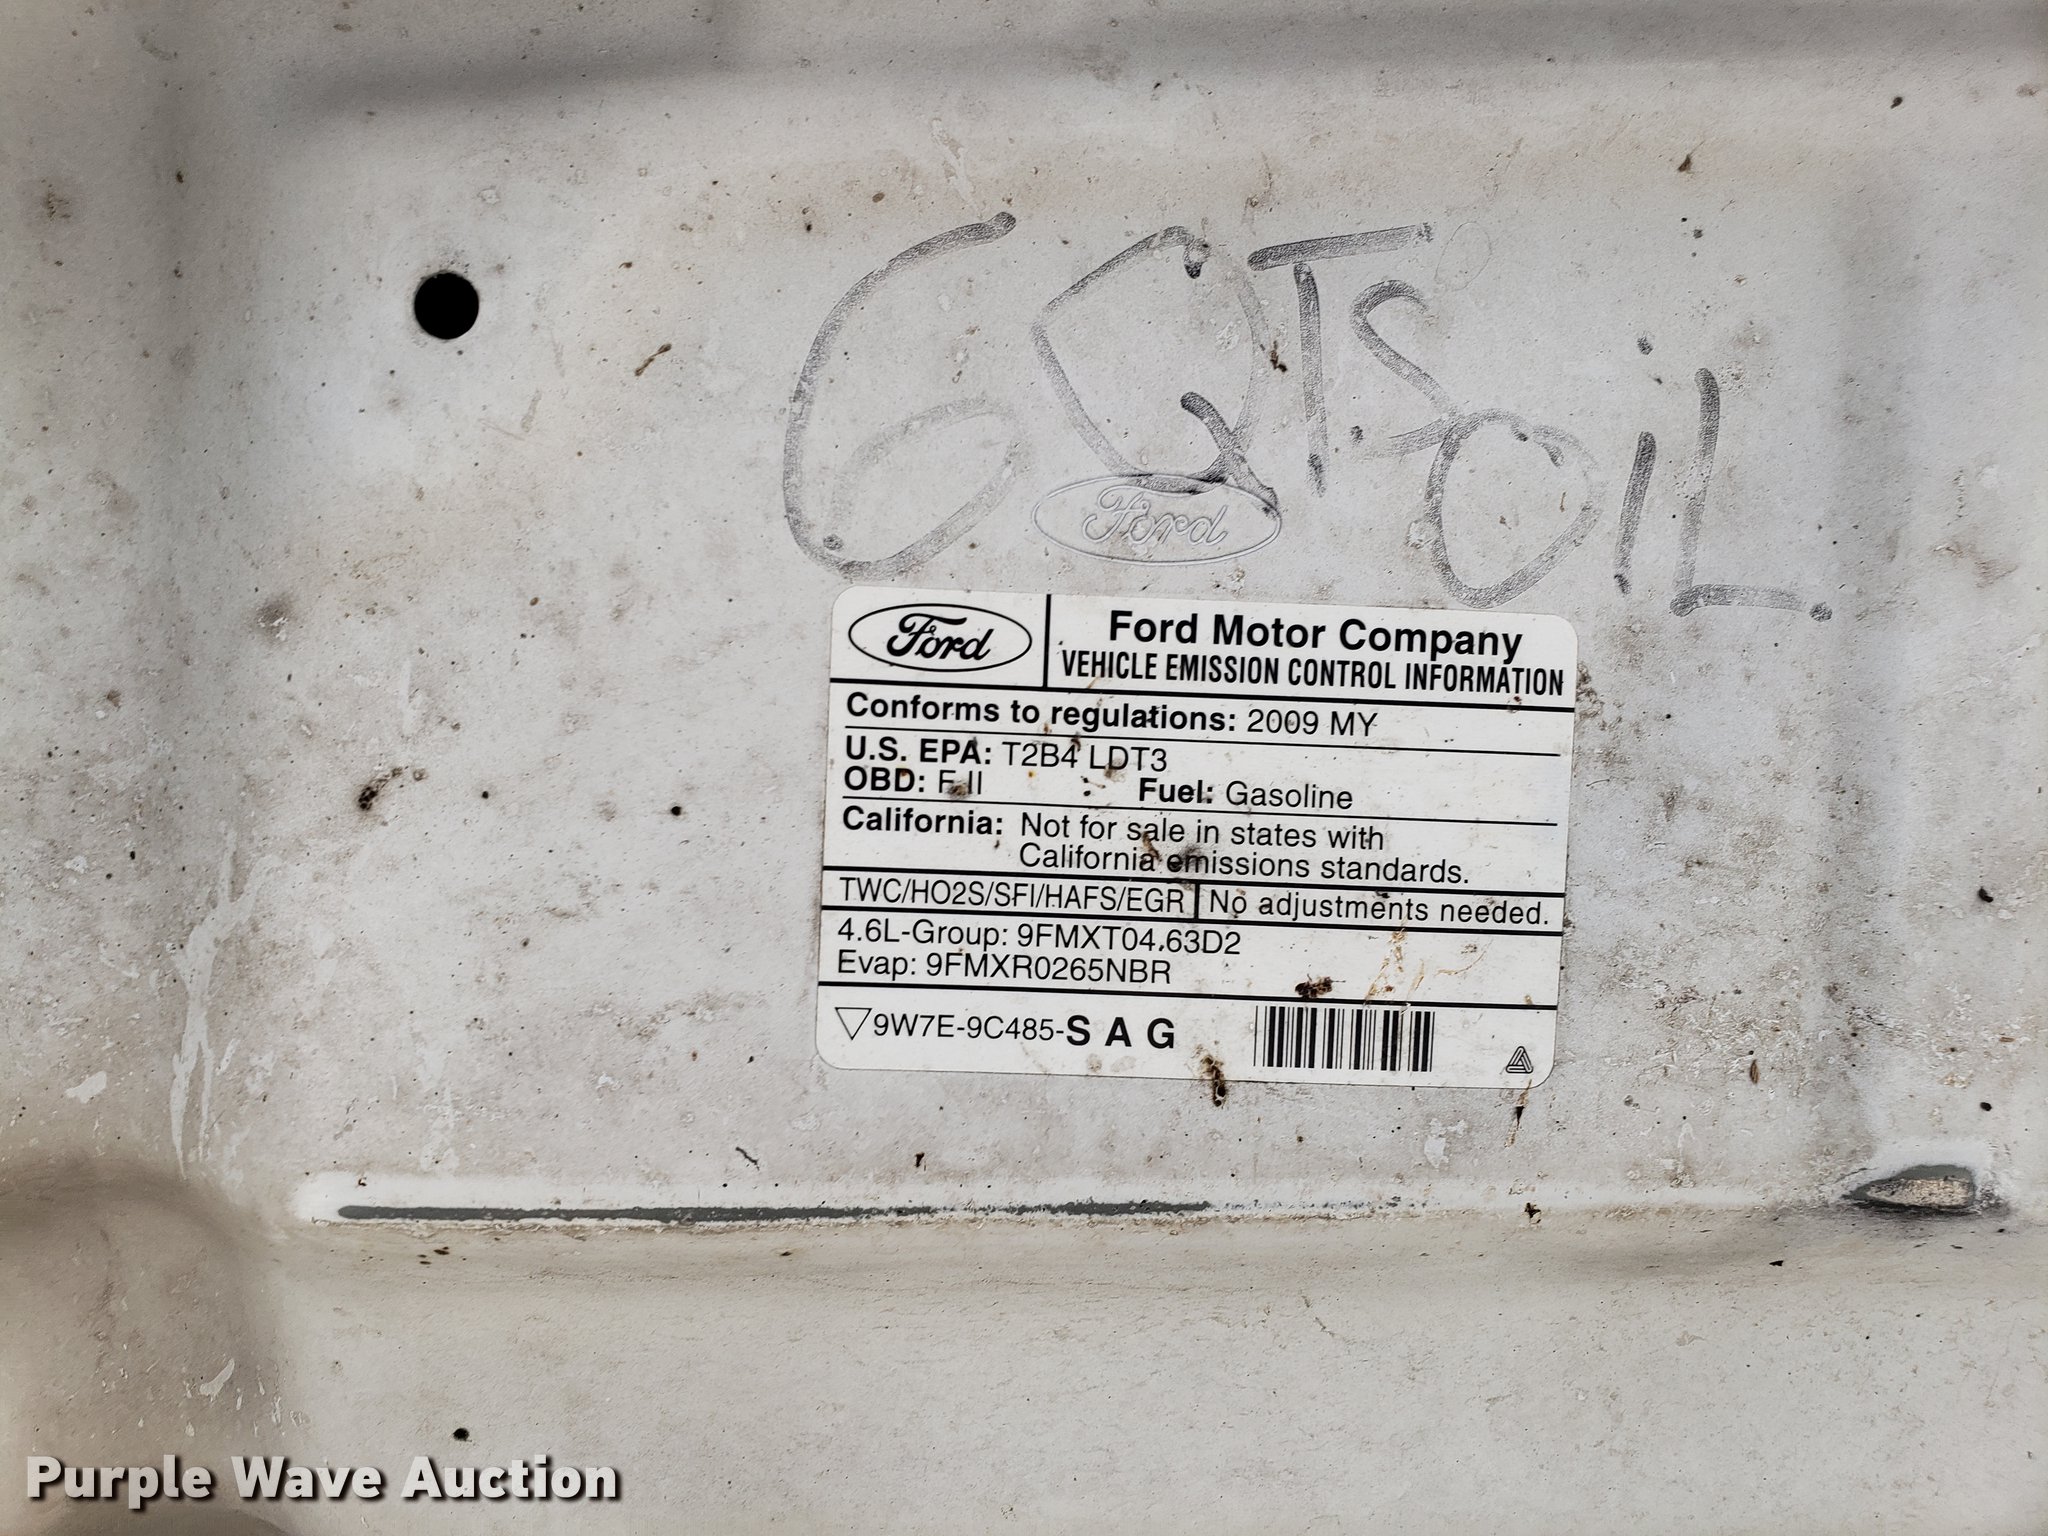 6 QTS
OiL
Ford
Ford
Ford Motor Company
VEHICLE EMISSION CONTROL INFORMATION
Conforms to regulations: 2009 MY
U.S. EPA: T2B4 LDT3
OBD: F II Fuel: Gasoline
California: Not for sale in states with
California emissions standards.
TWC/HO2S/SFI/HAFS/EGR No adjustments needed.
4.6L-Group: 9FMXT04.63D2
Evap: 9FMXR0265NBR
9W7E-9C485-S A G
Purple Wave Auction